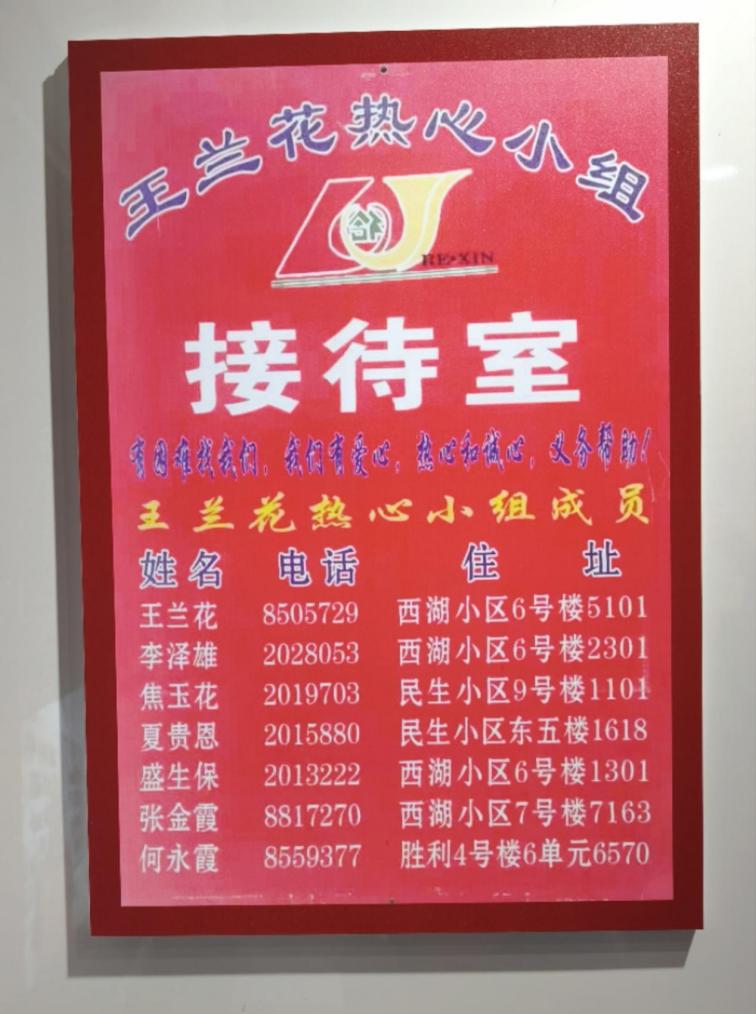 王兰花热心小组
RE·XIN
接待室
有困难找我们，我们有爱心，热心和诚心，义务帮助！
王兰花热心小组成员
姓名 电话 住址
王兰花 8505729 西湖小区6号楼5101
李泽雄 2028053 西湖小区6号楼2301
焦玉花 2019703 民生小区9号楼1101
夏贵恩 2015880 民生小区东五楼1618
盛生保 2013222 西湖小区6号楼1301
张金霞 8817270 西湖小区7号楼7163
何永霞 8559377 胜利4号楼6单元6570